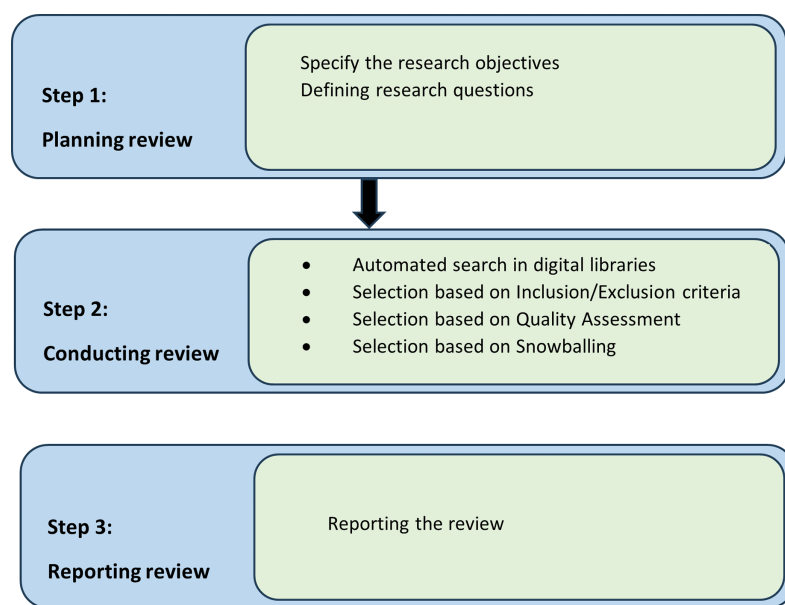 Step 1:
Planning review
Specify the research objectives
Defining research questions
Step 2:
Conducting review
• Automated search in digital libraries
• Selection based on Inclusion/Exclusion criteria
• Selection based on Quality Assessment
• Selection based on Snowballing
Step 3:
Reporting review
Reporting the review